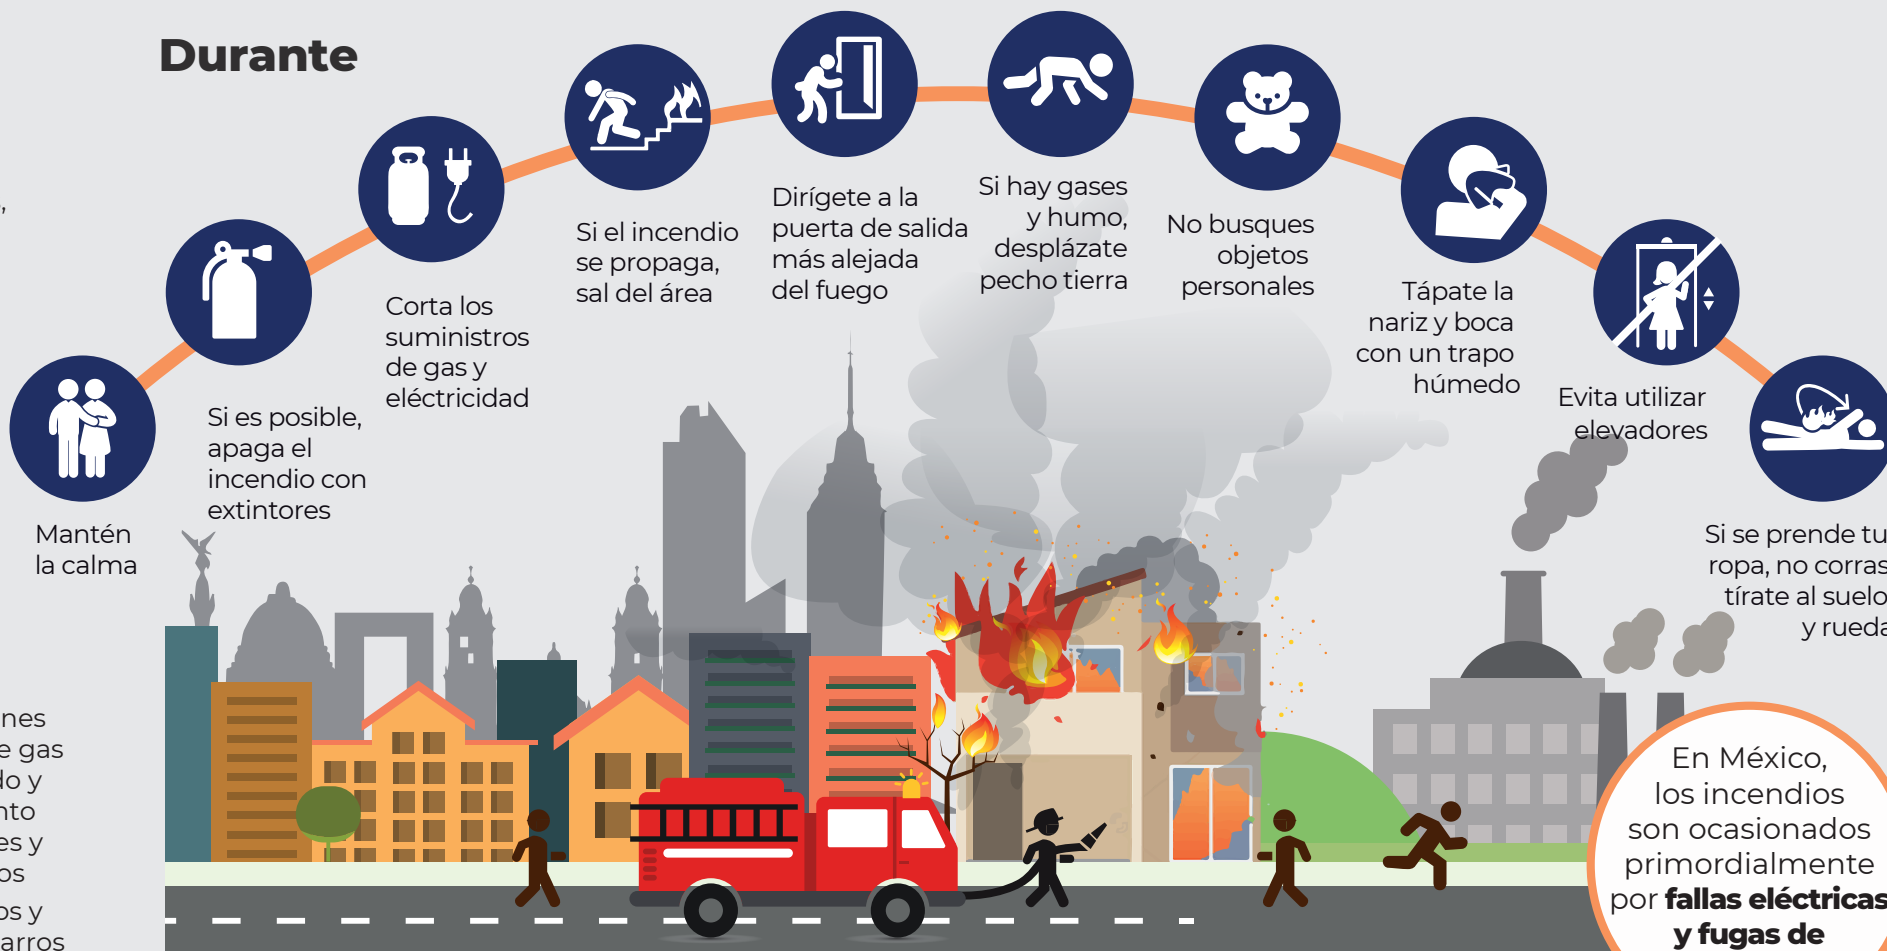 Durante
Mantén
la calma
Si es posible,
apaga el
incendio con
extintores
Corta los
suministros
de gas y
eléctricidad
Si el incendio
se propaga,
sal del área
Dirígete a la
puerta de salida
más alejada
del fuego
Si hay gases
y humo,
desplázate
pecho tierra
No busques
objetos
personales
Tápate la
nariz y boca
con un trapo
húmedo
Evita utilizar
elevadores
Si se prende tu
ropa, no corras
tírate al suelo
y rueda
nes
e gas
do y
nto
es y
os
os y
arros
En México,
los incendios
son ocasionados
primordialmente
por fallas eléctricas
y fugas de